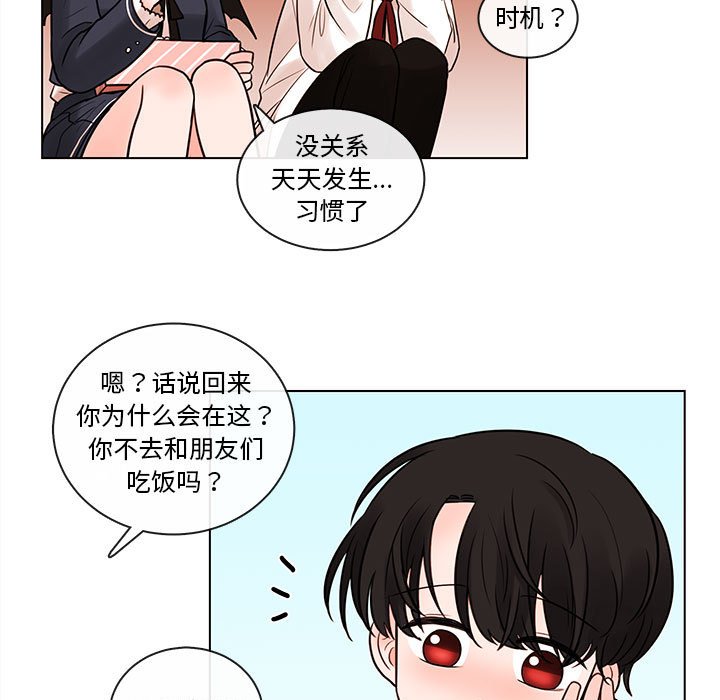 时机？
没关系
天天发生...
习惯了
嗯？话说回来
你为什么会在这？
你不去和朋友们
吃饭吗？